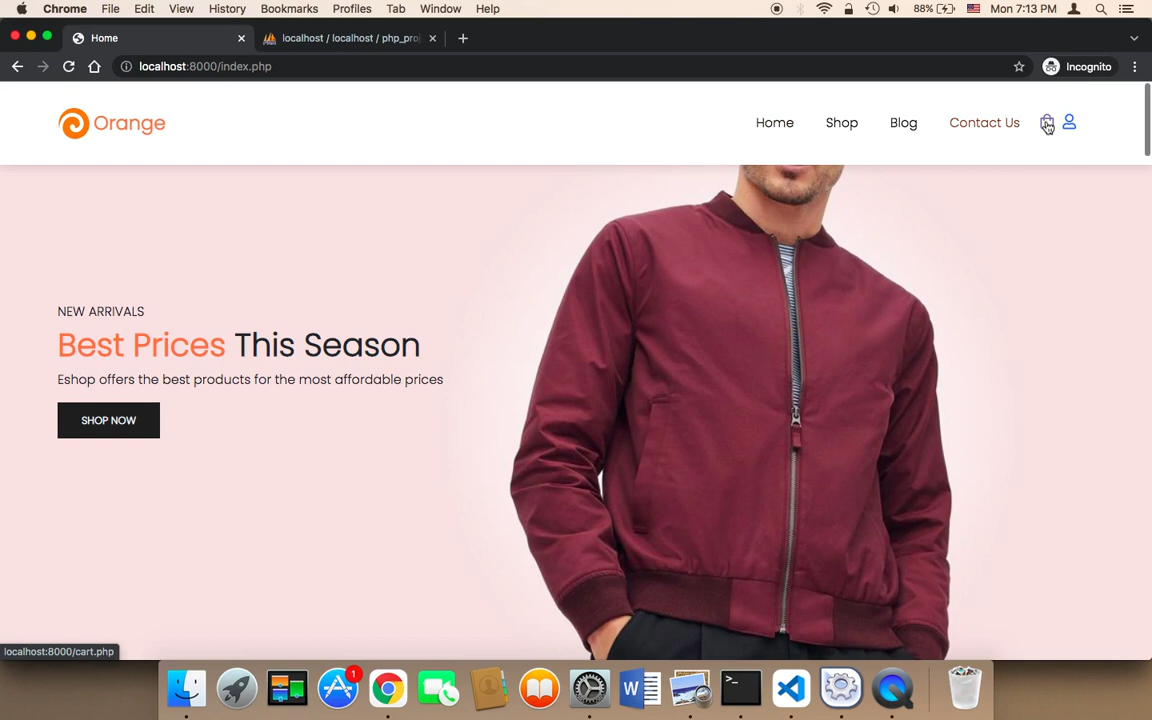 Chrome File Edit View History Bookmarks Profiles Tab Window Help 88% Mon 7:13 PM
Home localhost / localhost / php_pro
localhost:8000/index.php Incognito
Orange Home Shop Blog Contact Us
NEW ARRIVALS
Best Prices This Season
Eshop offers the best products for the most affordable prices
SHOP NOW
localhost:8000/cart.php
1